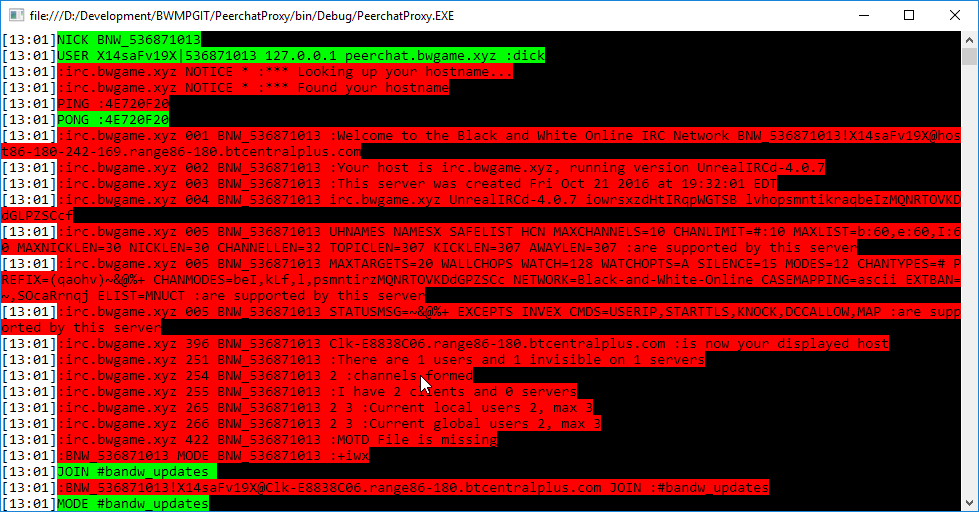 file:///D:/Development/BWMPGIT/PeerchatProxy/bin/Debug/PeerchatProxy.EXE
[13:01]NICK BNW_536871013
[13:01]USER X14saFv19X|536871013 127.0.0.1 peerchat.bwgame.xyz :dick
[13:01]:irc.bwgame.xyz NOTICE * :*** Looking up your hostname...
[13:01]:irc.bwgame.xyz NOTICE * :*** Found your hostname
[13:01]PING :4E720F20
[13:01]PONG :4E720F20
[13:01]:irc.bwgame.xyz 001 BNW_536871013 :Welcome to the Black and White Online IRC Network BNW_536871013!X14saFv19X@hos
t86-180-242-169.range86-180.btcentralplus.com
[13:01]:irc.bwgame.xyz 002 BNW_536871013 :Your host is irc.bwgame.xyz, running version UnrealIRCd-4.0.7
[13:01]:irc.bwgame.xyz 003 BNW_536871013 :This server was created Fri Oct 21 2016 at 19:32:01 EDT
[13:01]:irc.bwgame.xyz 004 BNW_536871013 irc.bwgame.xyz UnrealIRCd-4.0.7 iowrsxzdHtIRqpWGTSB lvhopsmntikraqbeIzMQNRTOVKD
dGLPZSCcf
[13:01]:irc.bwgame.xyz 005 BNW_536871013 UHNAMES NAMESX SAFELIST HCN MAXCHANNELS=10 CHANLIMIT=#:10 MAXLIST=b:60,e:60,I:6
0 MAXNICKLEN=30 NICKLEN=30 CHANNELLEN=32 TOPICLEN=307 KICKLEN=307 AWAYLEN=307 :are supported by this server
[13:01]:irc.bwgame.xyz 005 BNW_536871013 MAXTARGETS=20 WALLCHOPS WATCH=128 WATCHOPTS=A SILENCE=15 MODES=12 CHANTYPES=# P
REFIX=(qaohv)~&@%+ CHANMODES=beI,kLf,l,psmntirzMQNRTOVKDdGPZSCc NETWORK=Black-and-White-Online CASEMAPPING=ascii EXTBAN=
~,SOcaRrnqj ELIST=MNUCT :are supported by this server
[13:01]:irc.bwgame.xyz 005 BNW_536871013 STATUSMSG=~&@%+ EXCEPTS INVEX CMDS=USERIP,STARTTLS,KNOCK,DCCALLOW,MAP :are supp
orted by this server
[13:01]:irc.bwgame.xyz 396 BNW_536871013 Clk-E8838C06.range86-180.btcentralplus.com :is now your displayed host
[13:01]:irc.bwgame.xyz 251 BNW_536871013 :There are 1 users and 1 invisible on 1 servers
[13:01]:irc.bwgame.xyz 254 BNW_536871013 2 :channels formed
[13:01]:irc.bwgame.xyz 255 BNW_536871013 :I have 2 clients and 0 servers
[13:01]:irc.bwgame.xyz 265 BNW_536871013 2 3 :Current local users 2, max 3
[13:01]:irc.bwgame.xyz 266 BNW_536871013 2 3 :Current global users 2, max 3
[13:01]:irc.bwgame.xyz 422 BNW_536871013 :MOTD File is missing
[13:01]:BNW_536871013 MODE BNW_536871013 :+iwx
[13:01]JOIN #bandw_updates
[13:01]:BNW_536871013!X14saFv19X@Clk-E8838C06.range86-180.btcentralplus.com JOIN :#bandw_updates
[13:01]MODE #bandw_updates